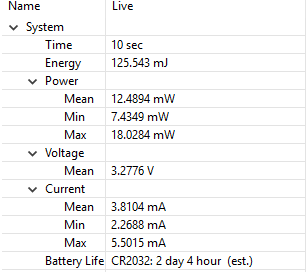 Name Live
System
Time 10 sec
Energy 125.543 mJ
Power
Mean 12.4894 mW
Min 7.4349 mW
Max 18.0284 mW
Voltage
Mean 3.2776 V
Current
Mean 3.8104 mA
Min 2.2688 mA
Max 5.5015 mA
Battery Life CR2032: 2 day 4 hour (est.)